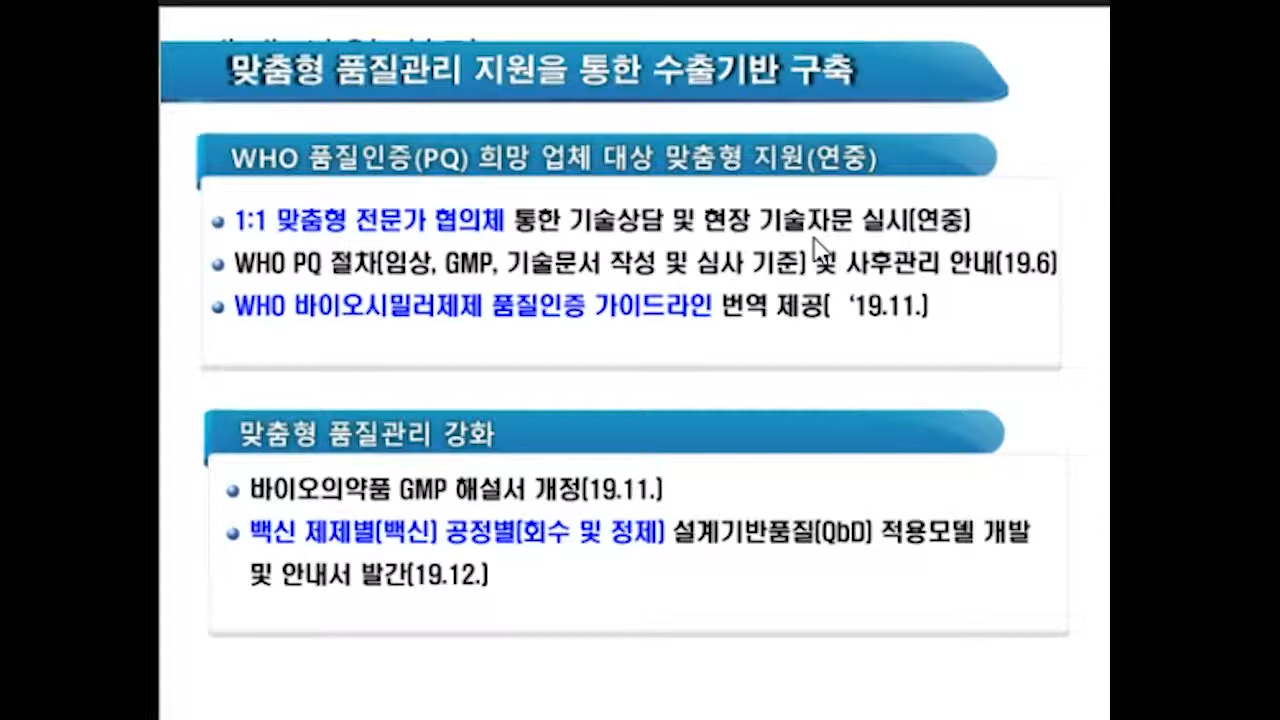 맞춤형 품질관리 지원을 통한 수출기반 구축
WHO 품질인증(PQ) 희망 업체 대상 맞춤형 지원(연중)
1:1 맞춤형 전문가 협의체 통한 기술상담 및 현장 기술자문 실시(연중)
WHO PQ 절차(임상, GMP, 기술문서 작성 및 심사 기준) 및 사후관리 안내(19.6)
WHO 바이오시밀러제제 품질인증 가이드라인 번역 제공( ‘19.11.)
맞춤형 품질관리 강화
바이오의약품 GMP 해설서 개정(19.11.)
백신 제제별(백신) 공정별(회수 및 정제) 설계기반품질(QbD) 적용모델 개발
및 안내서 발간(19.12.)